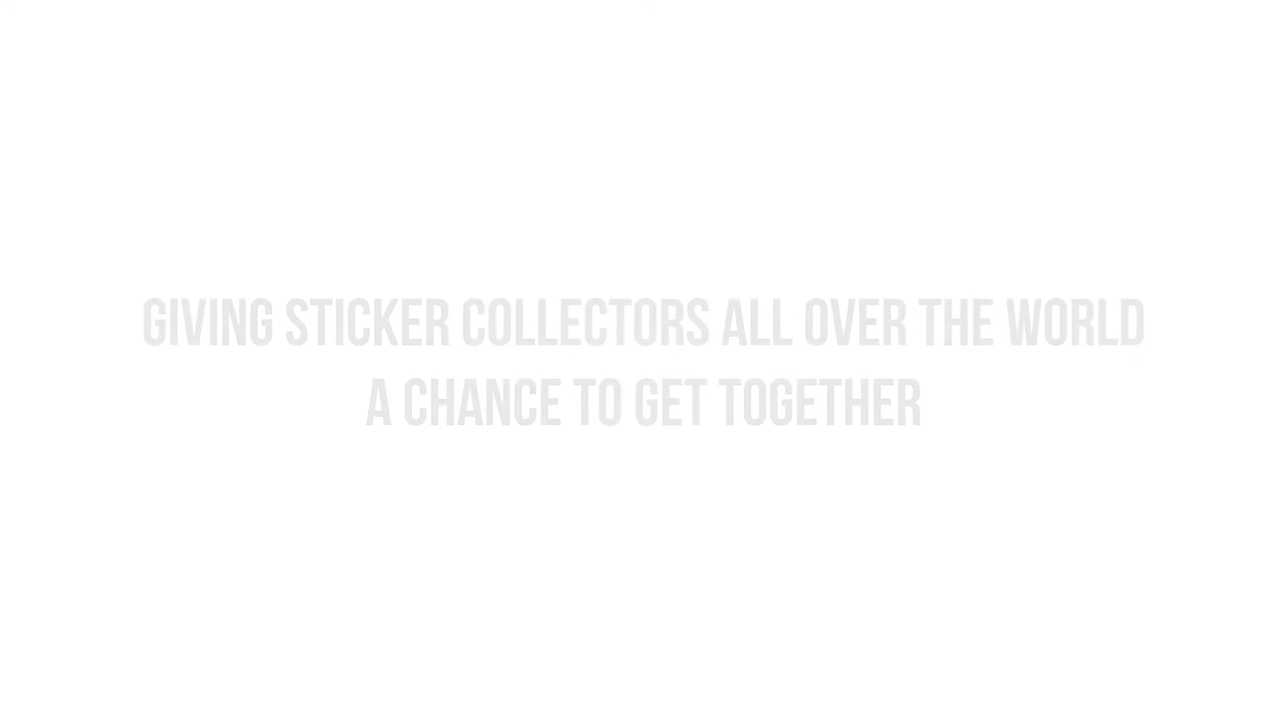 GIVING STICKER COLLECTORS ALL OVER THE WORLD
A CHANCE TO GET TOGETHER